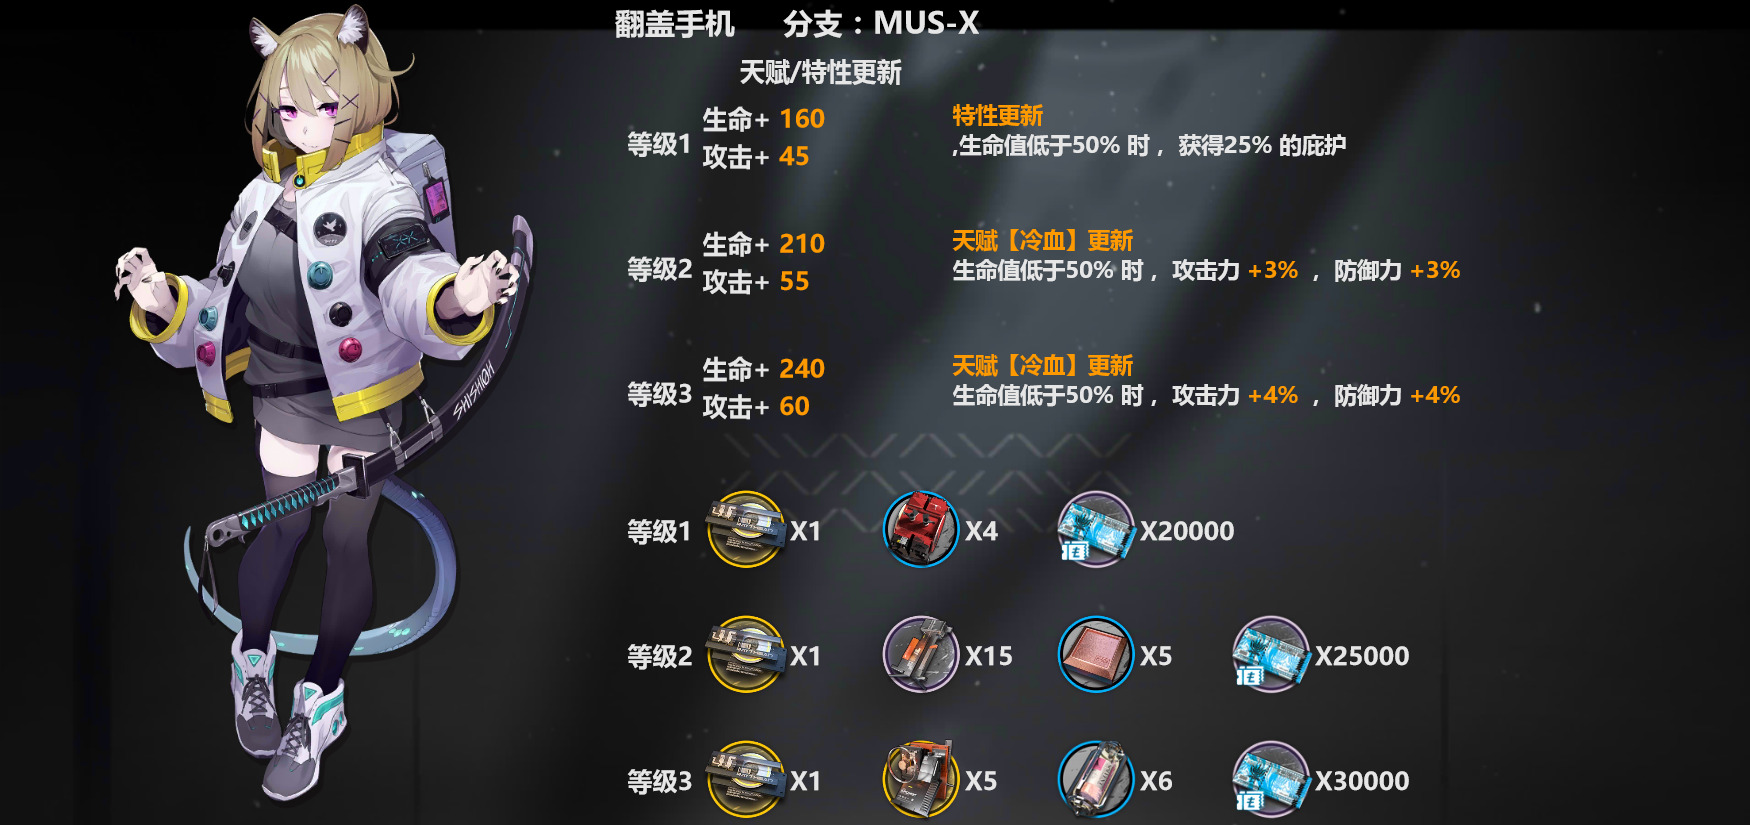 翻盖手机 分支：MUS-X
天赋/特性更新
等级1 生命+ 160
攻击+ 45
特性更新
,生命值低于50% 时 , 获得25% 的庇护
等级2 生命+ 210
攻击+ 55
天赋【冷血】更新
生命值低于50% 时 , 攻击力 +3% , 防御力 +3%
等级3 生命+ 240
攻击+ 60
天赋【冷血】更新
生命值低于50% 时 , 攻击力 +4% , 防御力 +4%
SHISHIOH
等级1 X1 X4 X20000
等级2 X1 X15 X5 X25000
等级3 X1 X5 X6 X30000